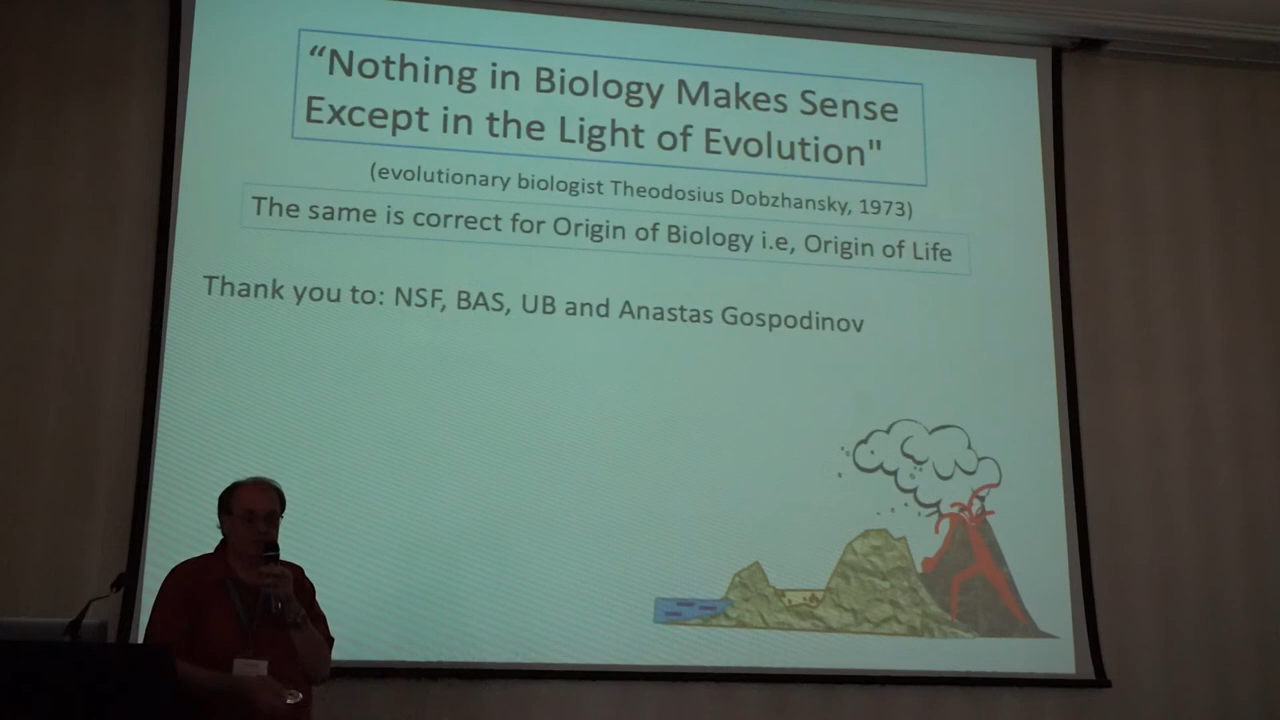 “Nothing in Biology Makes Sense
Except in the Light of Evolution"
(evolutionary biologist Theodosius Dobzhansky, 1973)
The same is correct for Origin of Biology i.e, Origin of Life
Thank you to: NSF, BAS, UB and Anastas Gospodinov